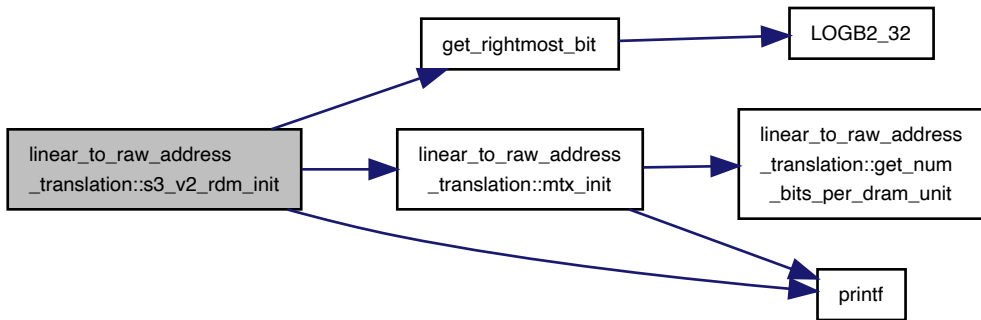 linear_to_raw_address
_translation::s3_v2_rdm_init
get_rightmost_bit
LOGB2_32
linear_to_raw_address
_translation::mtx_init
linear_to_raw_address
_translation::get_num
_bits_per_dram_unit
printf